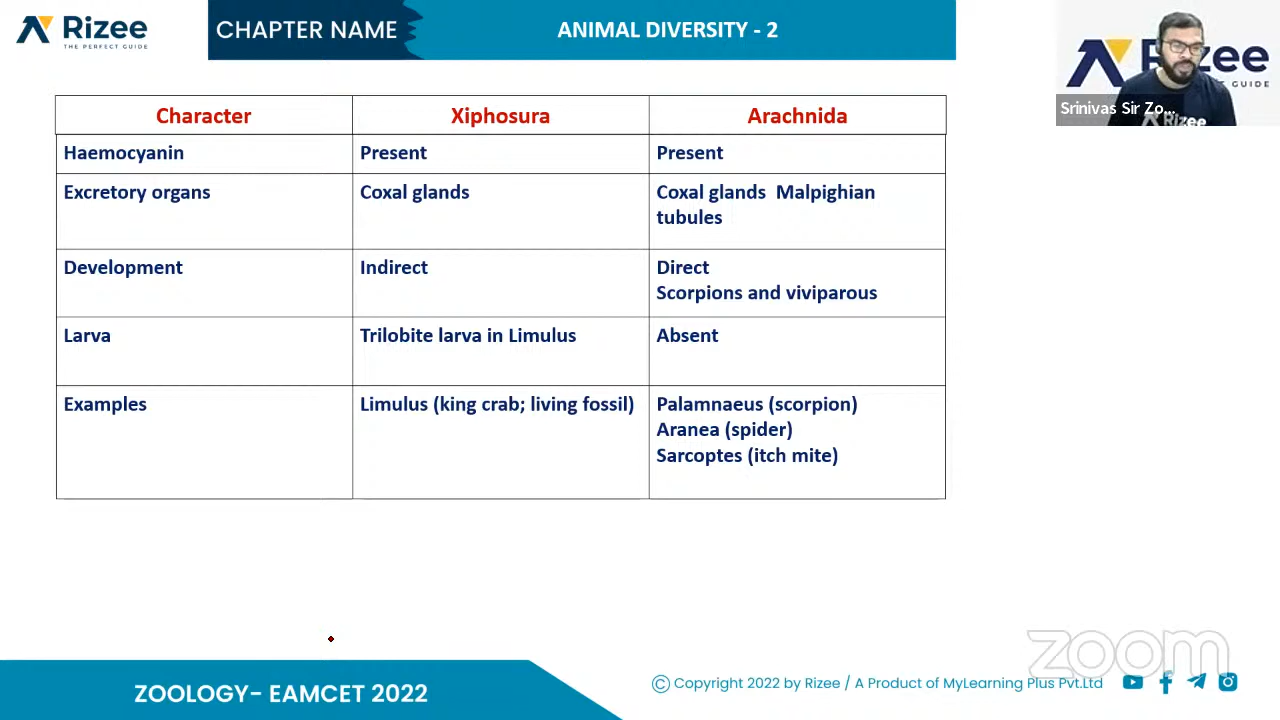 Rizee
THE PERFECT GUIDE
CHAPTER NAME
ANIMAL DIVERSITY - 2
Rizee
GUIDE
Srinivas Sir Zo...
Rizee
Character
Xiphosura
Arachnida
Haemocyanin
Present
Present
Excretory organs
Coxal glands
Coxal glands Malpighian
tubules
Development
Indirect
Direct
Scorpions and viviparous
Larva
Trilobite larva in Limulus
Absent
Examples
Limulus (king crab; living fossil)
Palamnaeus (scorpion)
Aranea (spider)
Sarcoptes (itch mite)
zoom
ZOOLOGY- EAMCET 2022
© Copyright 2022 by Rizee / A Product of MyLearning Plus Pvt.Ltd